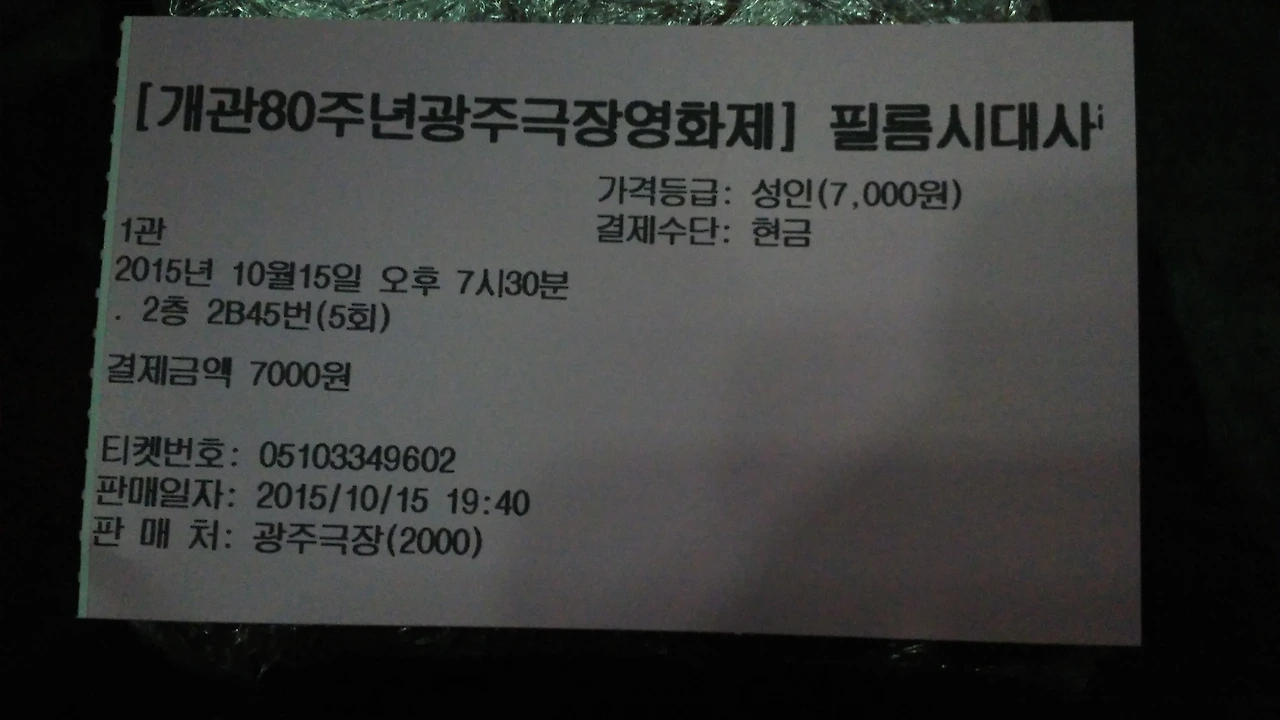 [개관80주년광주극장영화제] 필름시대사
가격등급: 성인(7,000원)
1관
결제수단: 현금
2015년 10월15일 오후 7시30분
. 2층 2B45번(5회)
결제금액 7000원
티켓번호: 05103349602
판매일자: 2015/10/15 19:40
판 매 처: 광주극장(2000)